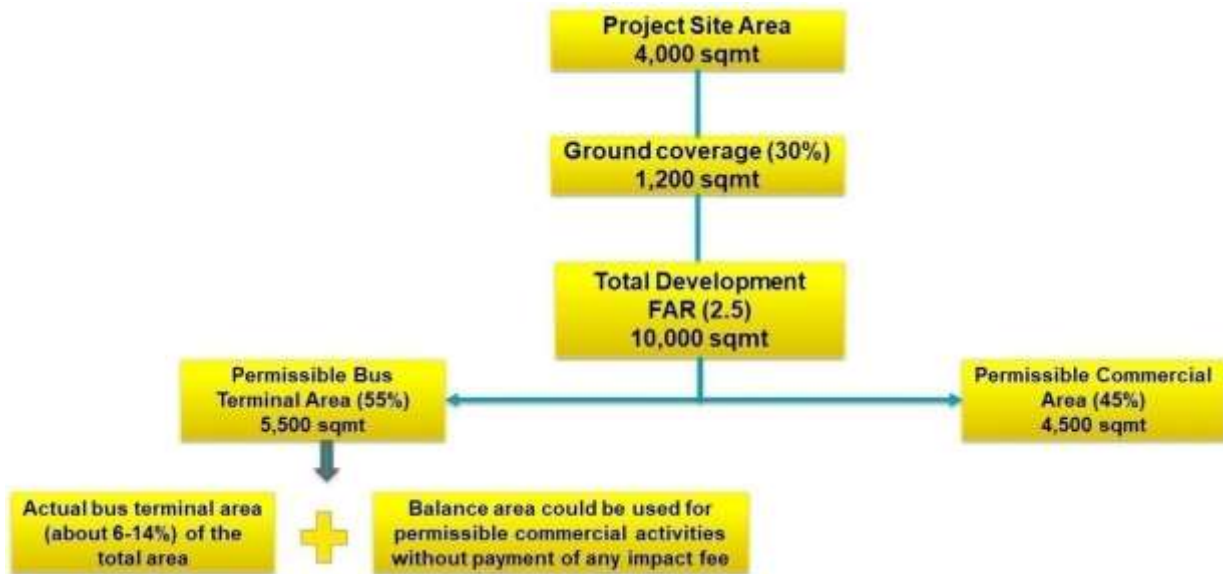 Project Site Area
4,000 sqmt
Ground coverage (30%)
1,200 sqmt
Total Development
FAR (2.5)
10,000 sqmt
Permissible Bus
Terminal Area (55%)
5,500 sqmt
Permissible Commercial
Area (45%)
4,500 sqmt
Actual bus terminal area
(about 6-14%) of the
total area
Balance area could be used for
permissible commercial activities
without payment of any impact fee